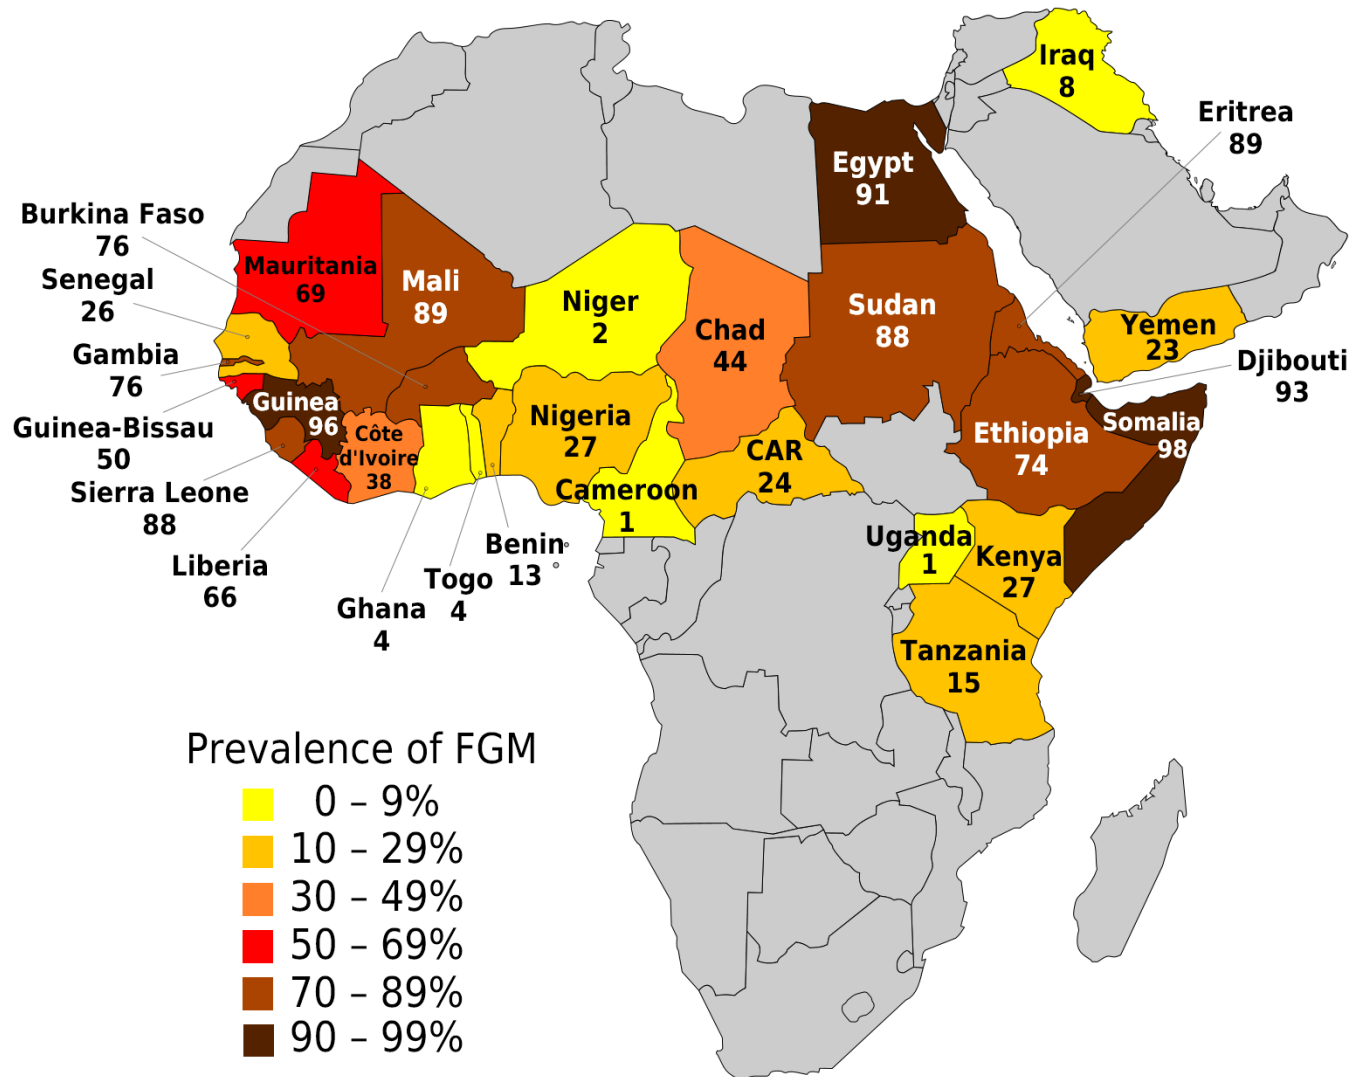 Iraq
8
Eritrea
89
Egypt
91
Burkina Faso
76
Mauritania
69
Senegal
26
Mali
89
Niger
2
Chad
44
Sudan
88
Yemen
23
Gambia
76
Djibouti
93
Guinea
96
Guinea-Bissau
50
Côte
d'Ivoire
38
Nigeria
27
CAR
24
Ethiopia
74
Somalia
98
Sierra Leone
88
Cameroon
1
Liberia
66
Ghana
4
Togo
4
Benin
13
Uganda
1
Kenya
27
Tanzania
15
Prevalence of FGM
0 – 9%
10 – 29%
30 – 49%
50 – 69%
70 – 89%
90 – 99%